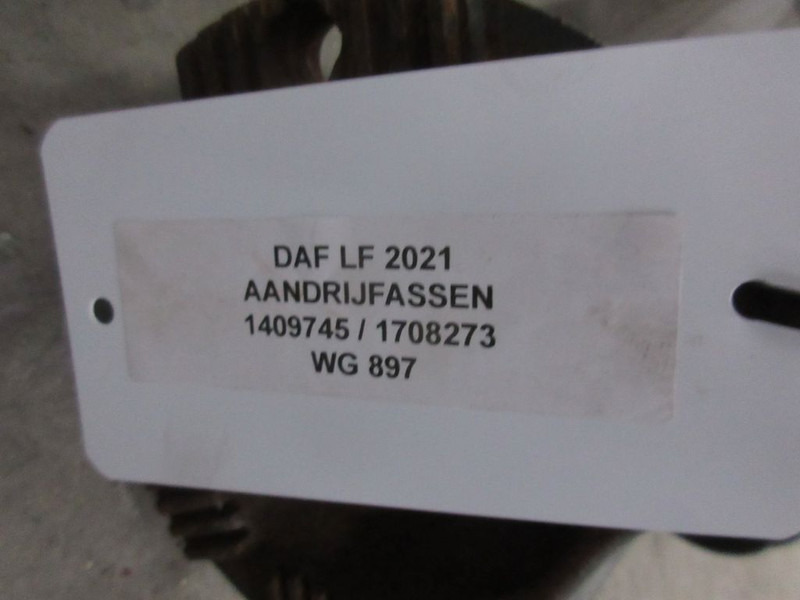 DAF LF 2021
AANDRIJFASSEN
1409745 / 1708273
WG 897